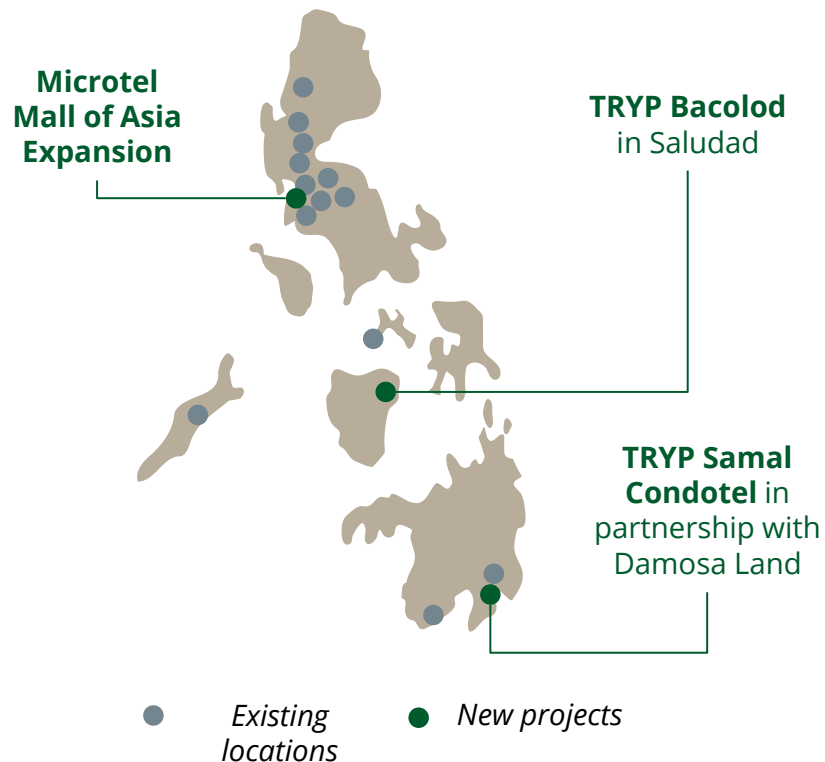 Microtel
Mall of Asia
Expansion
TRYP Bacolod
in Saludad
TRYP Samal
Condotel in
partnership with
Damosa Land
Existing
locations
New projects